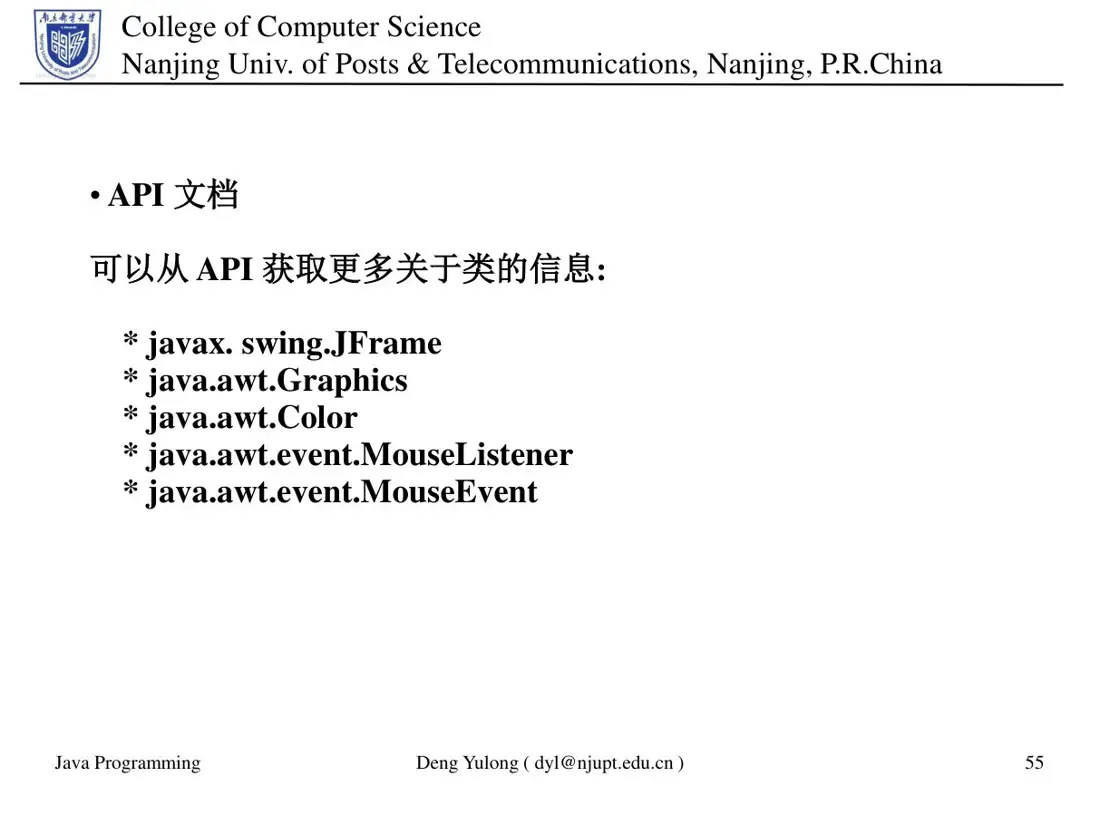 College of Computer Science
Nanjing Univ. of Posts & Telecommunications, Nanjing, P.R.China
• API 文档
可以从 API 获取更多关于类的信息:
* javax. swing.JFrame
* java.awt.Graphics
* java.awt.Color
* java.awt.event.MouseListener
* java.awt.event.MouseEvent
Java Programming
Deng Yulong ( dyl@njupt.edu.cn )
55